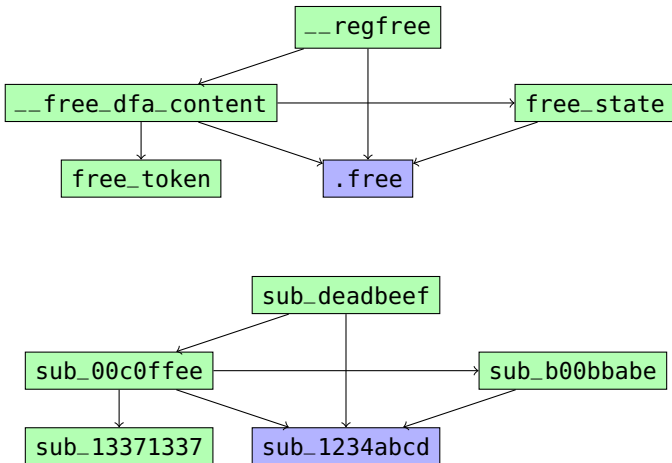 __regfree
__free_dfa_content
free_state
free_token
.free
sub_deadbeef
sub_00c0ffee
sub_b00bbabe
sub_13371337
sub_1234abcd